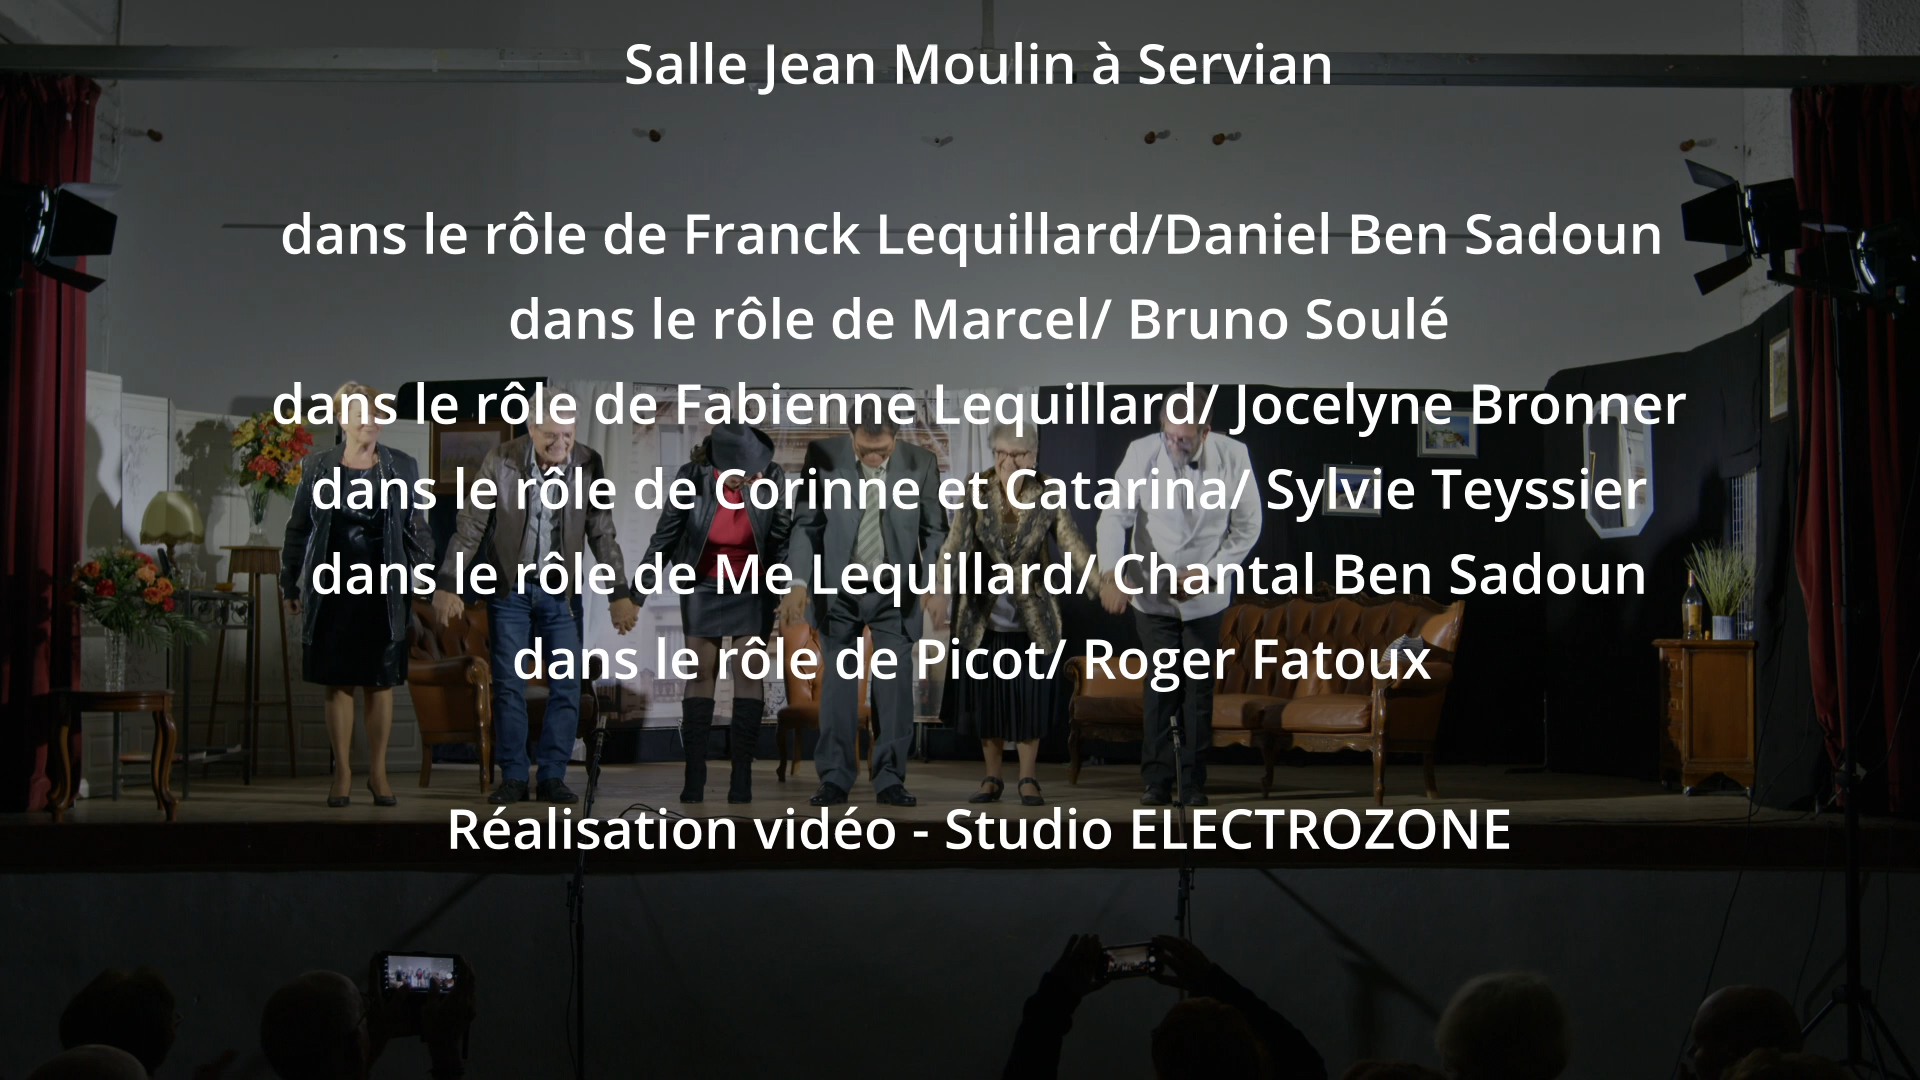 Salle Jean Moulin à Servian
dans le rôle de Franck Lequillard/Daniel Ben Sadoun
dans le rôle de Marcel/ Bruno Soulé
dans le rôle de Fabienne Lequillard/ Jocelyne Bronner
dans le rôle de Corinne et Catarina/ Sylvie Teyssier
dans le rôle de Me Lequillard/ Chantal Ben Sadoun
dans le rôle de Picot/ Roger Fatoux
Réalisation vidéo - Studio ELECTROZONE